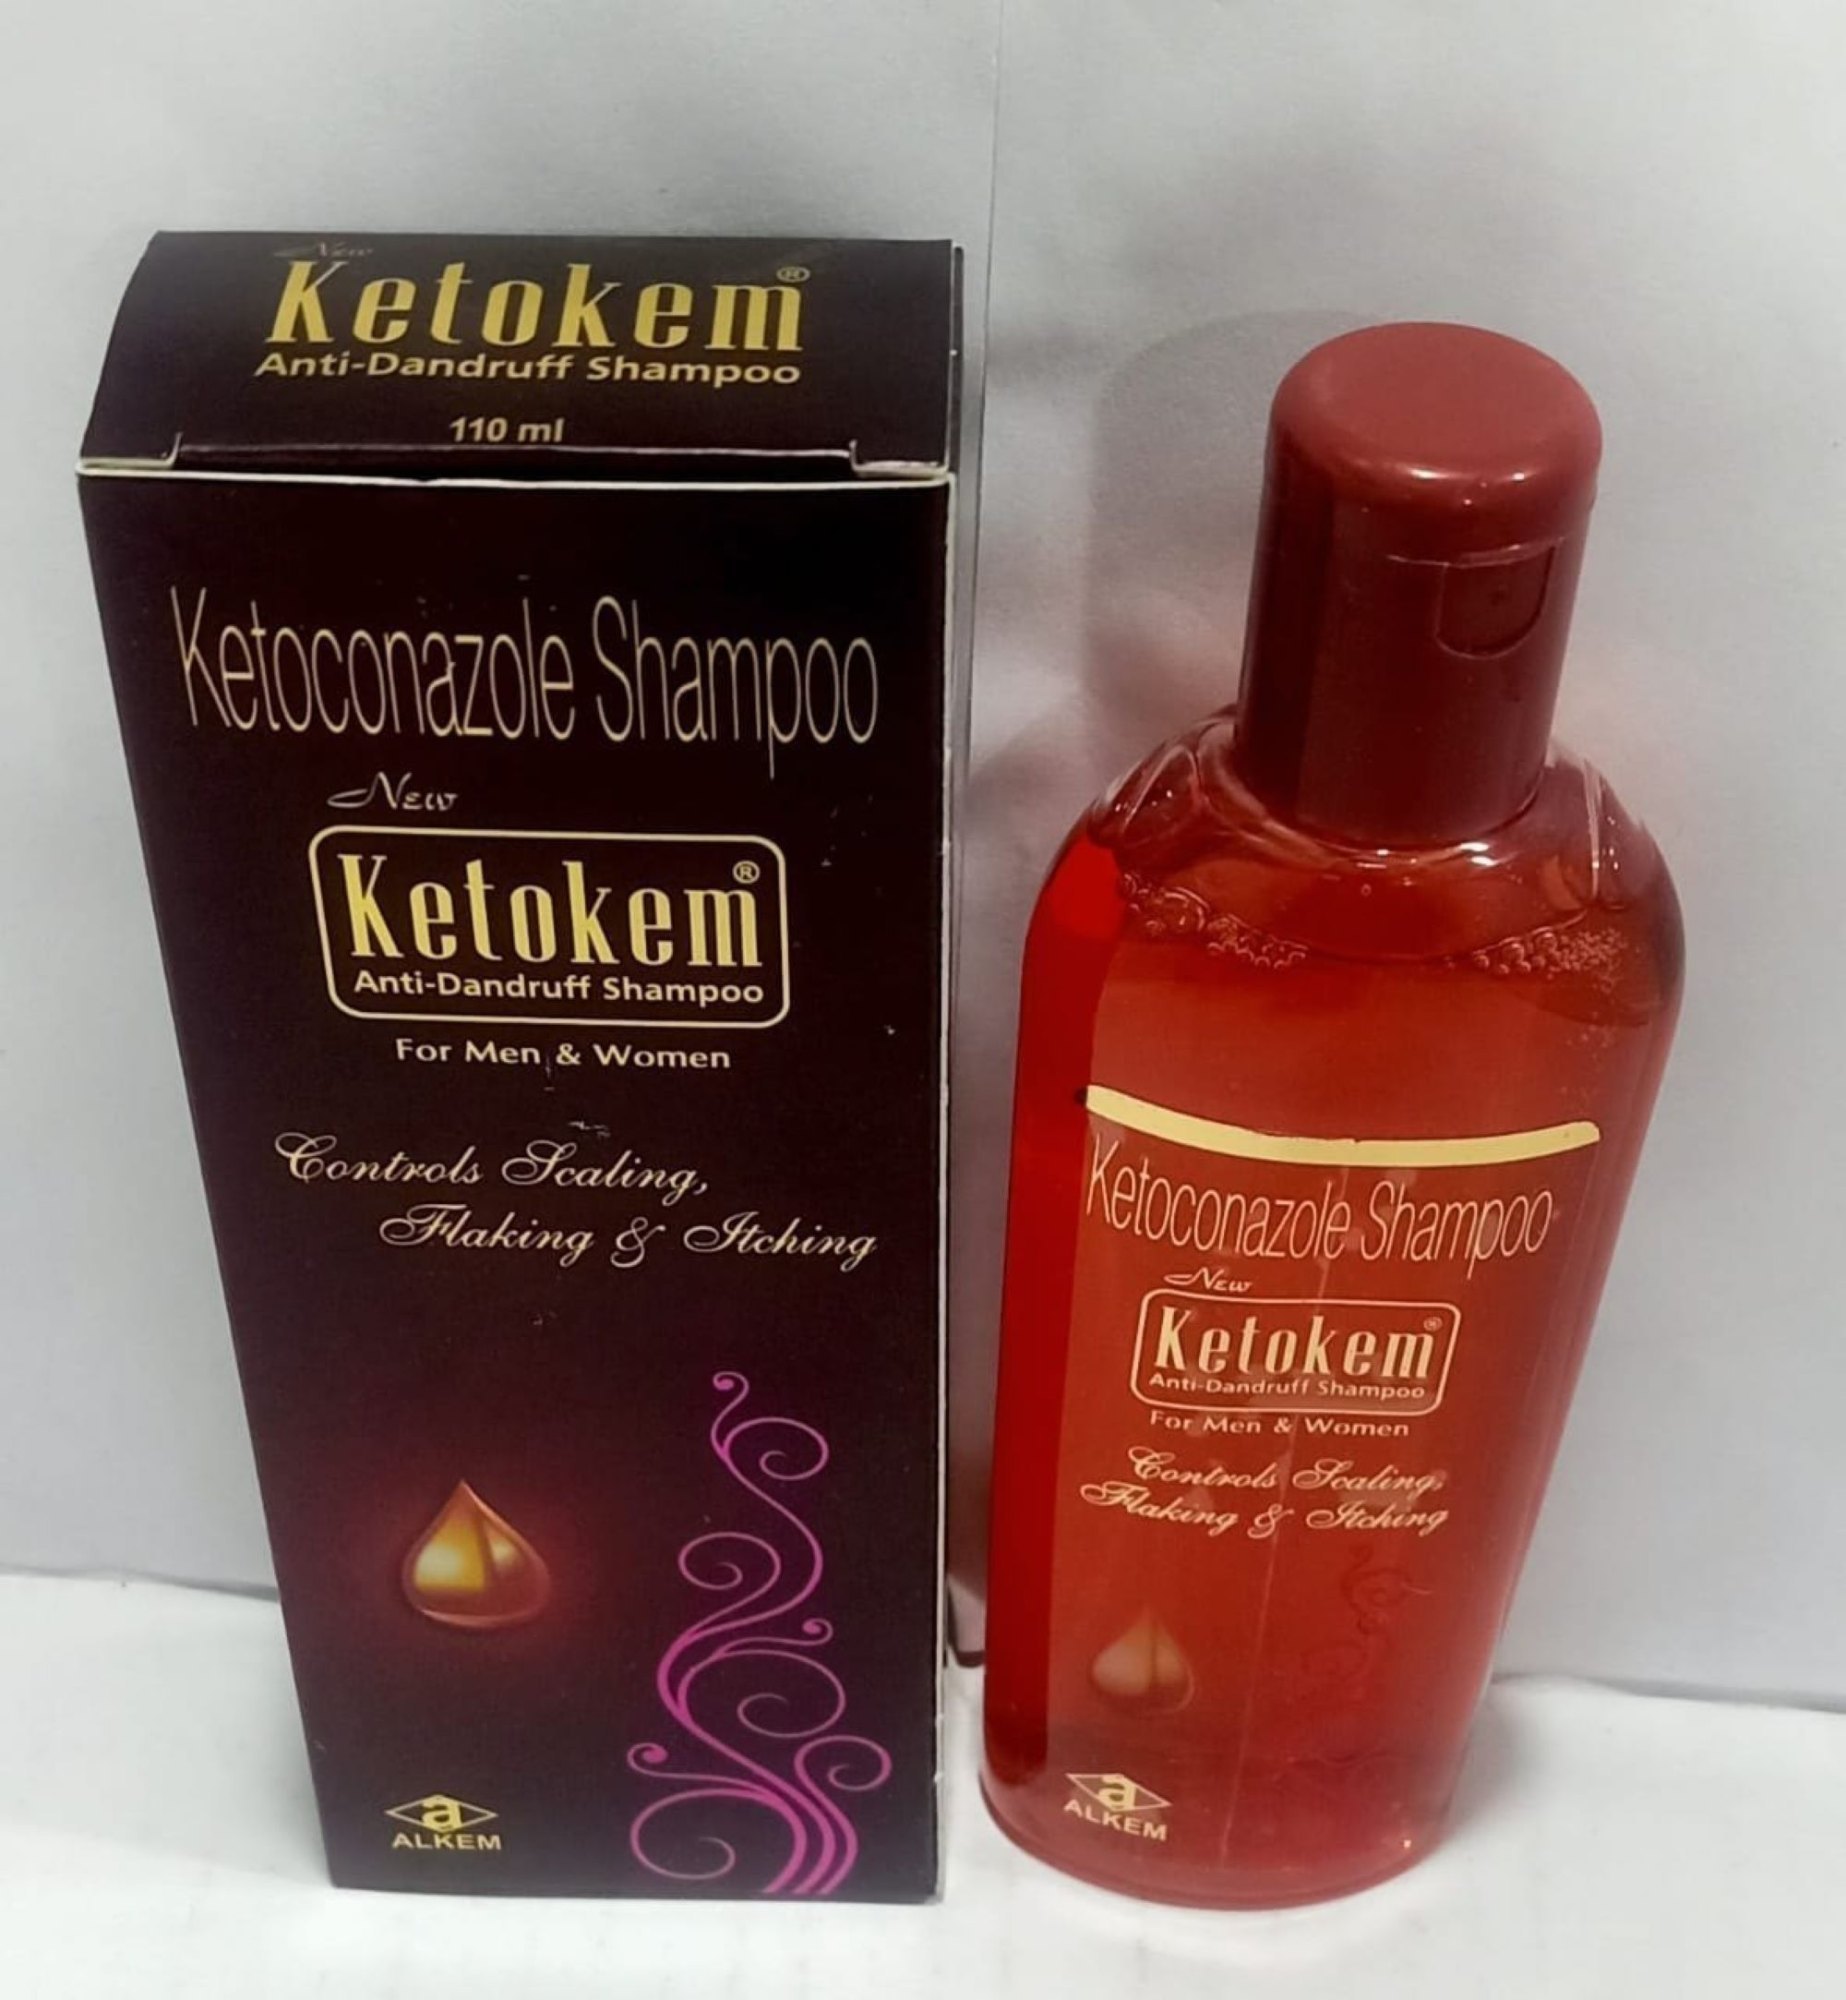 New
Ketokem®
Anti-Dandruff Shampoo
110 ml
Ketoconazole Shampoo
New
Ketokem®
Anti-Dandruff Shampoo
For Men & Women
Controls Scaling,
Flaking & Itching
a
ALKEM
Ketoconazole Shampoo
New
Ketokem®
Anti-Dandruff Shampoo
For Men & Women
Controls Scaling,
Flaking & Itching
a
ALKEM